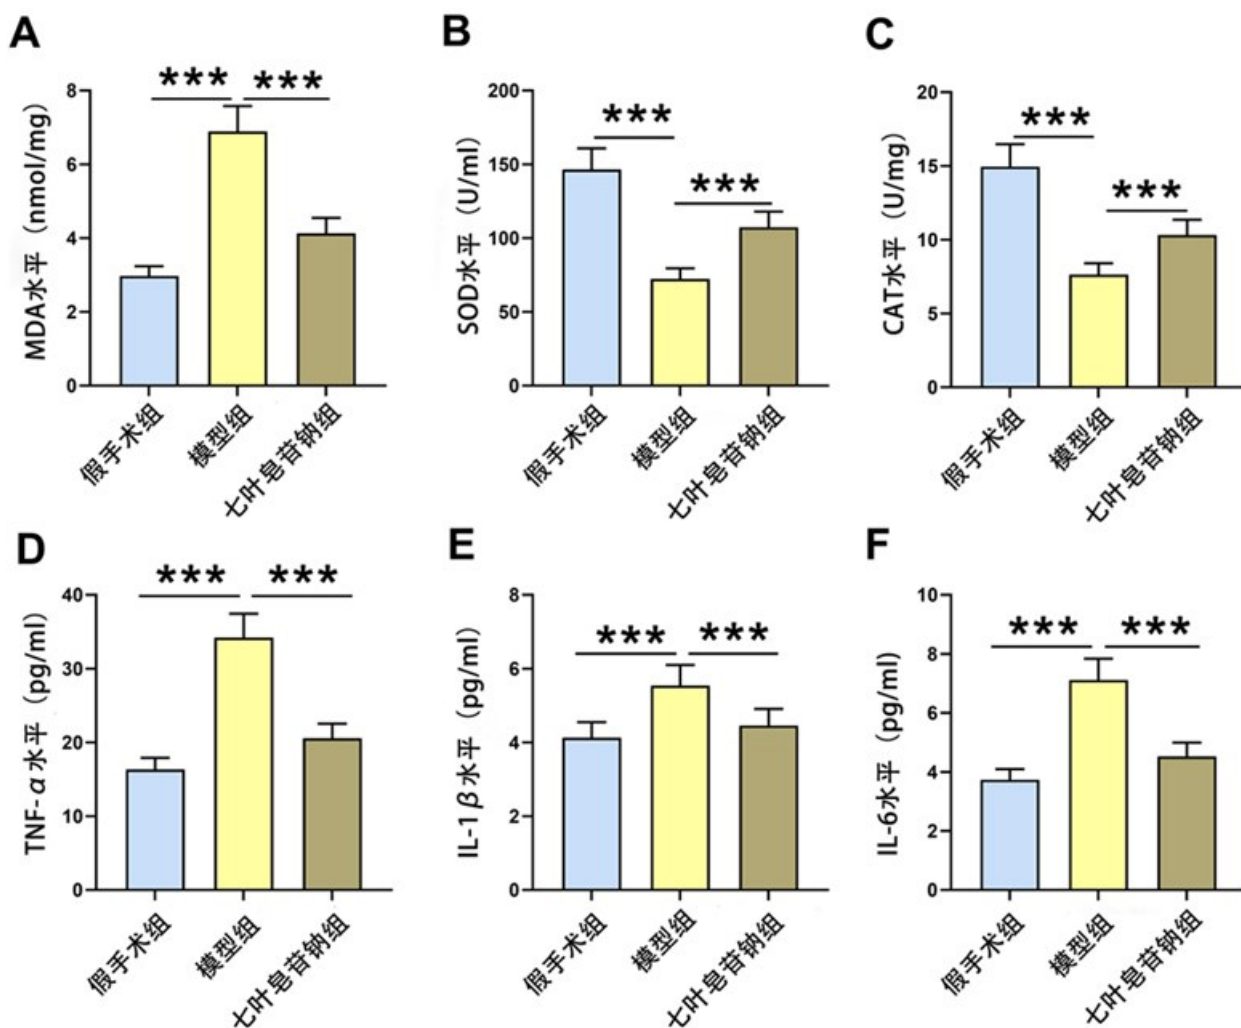 A
MDA水平（nmol/mg）
8
6
4
2
0
***
***
假手术组
模型组
七叶皂苷钠组
B
SOD水平（U/ml）
200
150
100
50
0
***
***
假手术组
模型组
七叶皂苷钠组
C
CAT水平（U/mg）
20
15
10
5
0
***
***
假手术组
模型组
七叶皂苷钠组
D
TNF-α水平（pg/ml）
40
30
20
10
0
***
***
假手术组
模型组
七叶皂苷钠组
E
IL-1β水平（pg/ml）
8
6
4
2
0
***
***
假手术组
模型组
七叶皂苷钠组
F
IL-6水平（pg/ml）
10
8
6
4
2
0
***
***
假手术组
模型组
七叶皂苷钠组